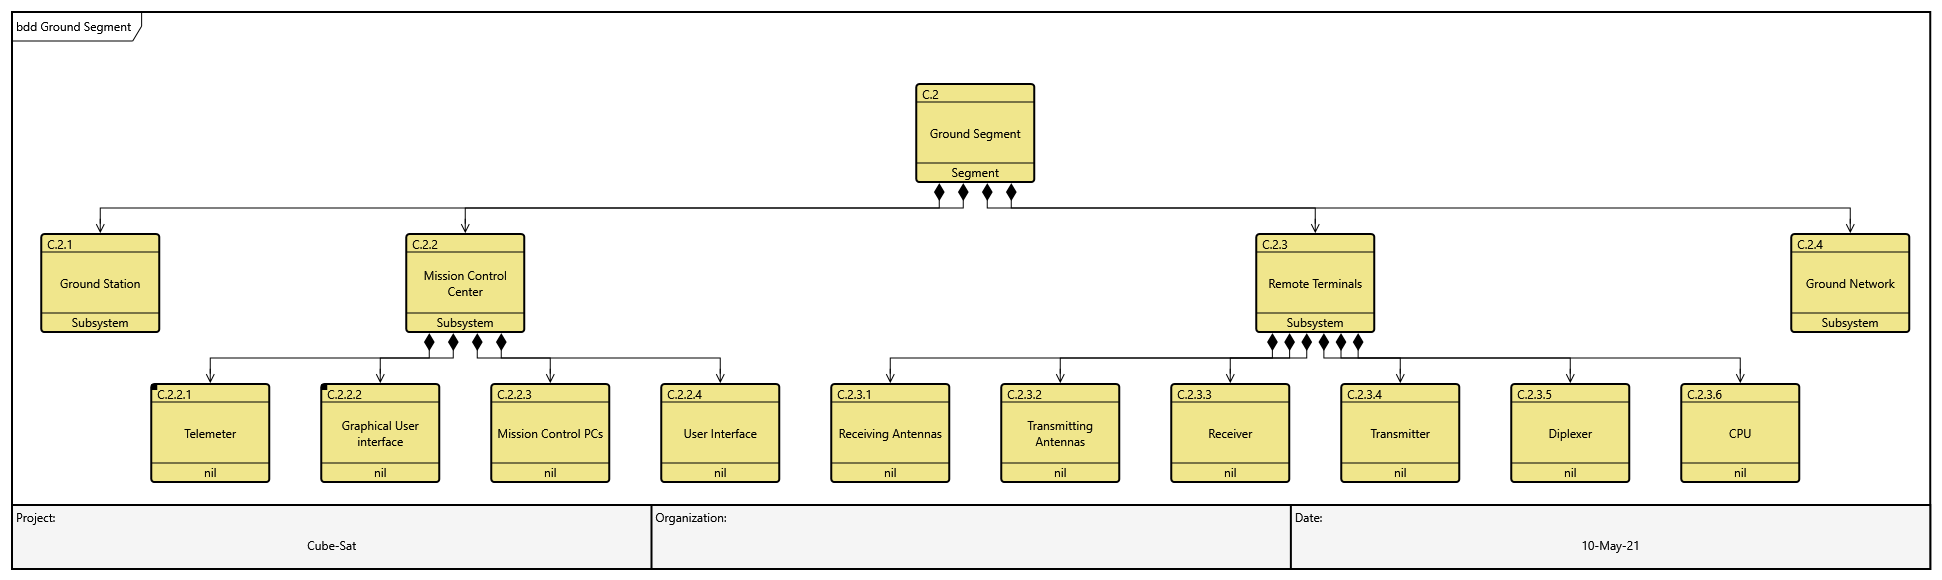 bdd Ground Segment
C.2
Ground Segment
Segment
C.2.1
Ground Station
Subsystem
C.2.2
Mission Control
Center
Subsystem
C.2.3
Remote Terminals
Subsystem
C.2.4
Ground Network
Subsystem
C.2.2.1
Telemeter
nil
C.2.2.2
Graphical User
interface
nil
C.2.2.3
Mission Control PCs
nil
C.2.2.4
User Interface
nil
C.2.3.1
Receiving Antennas
nil
C.2.3.2
Transmitting
Antennas
nil
C.2.3.3
Receiver
nil
C.2.3.4
Transmitter
nil
C.2.3.5
Diplexer
nil
C.2.3.6
CPU
nil
Project:
Cube-Sat
Organization:
Date:
10-May-21